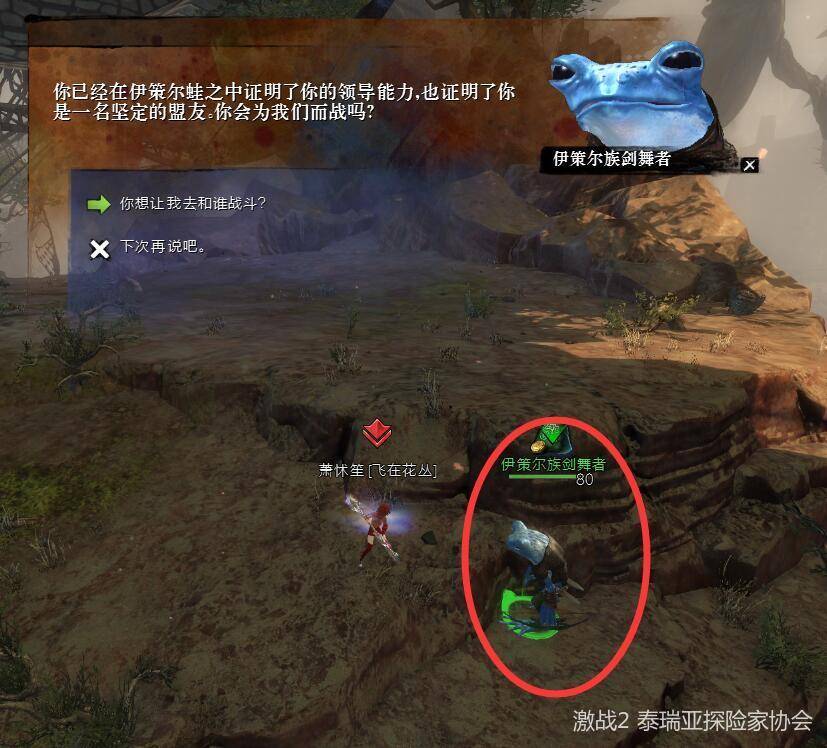 你已经在伊策尔蛙之中证明了你的领导能力,也证明了你
是一名坚定的盟友.你会为我们而战吗?
伊策尔族剑舞者
你想让我去和谁战斗?
下次再说吧。
萧怵笙[飞在花丛]
伊策尔族剑舞者
80
激战2 泰瑞亚探险家协会